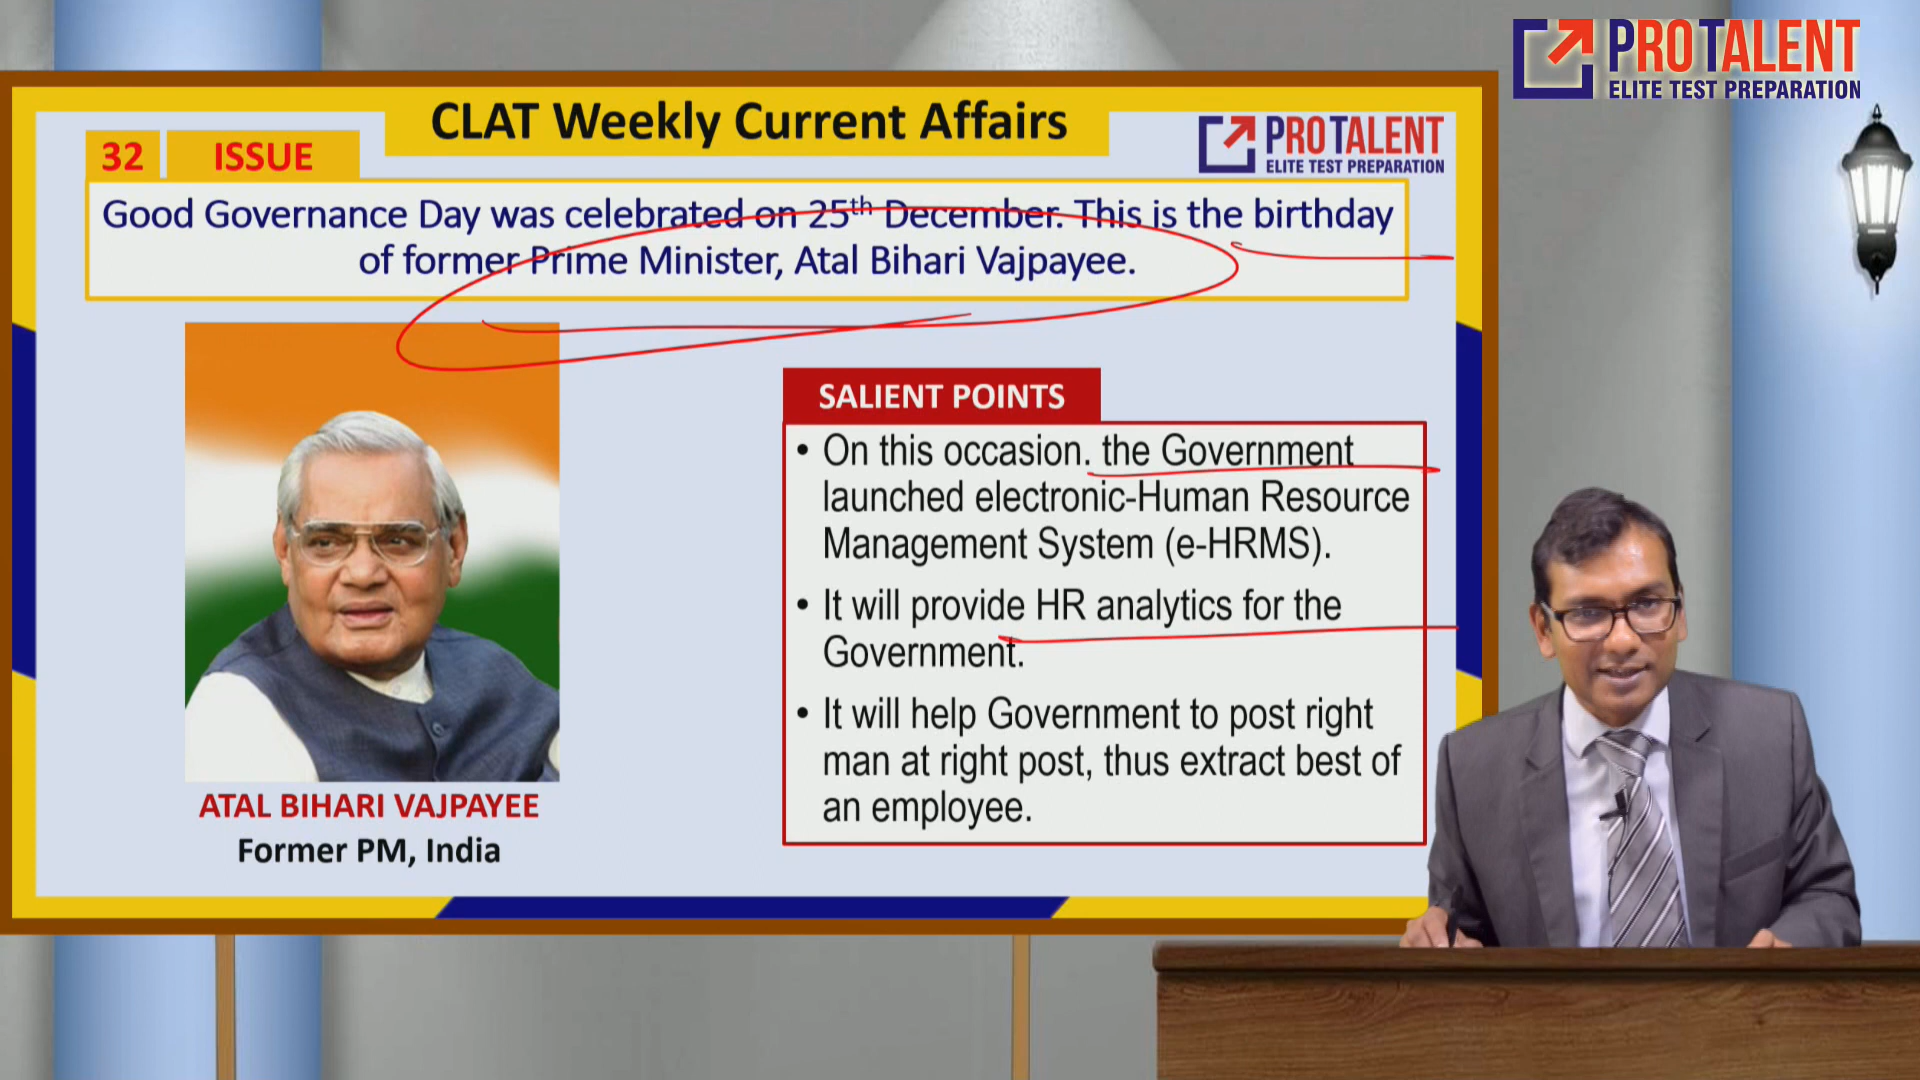 PROTALENT
ELITE TEST PREPARATION
CLAT Weekly Current Affairs
32 ISSUE
PROTALENT
ELITE TEST PREPARATION
Good Governance Day was celebrated on 25th December. This is the birthday
of former Prime Minister, Atal Bihari Vajpayee.
SALIENT POINTS
• On this occasion. the Government
launched electronic-Human Resource
Management System (e-HRMS).
• It will provide HR analytics for the
Government.
• It will help Government to post right
man at right post, thus extract best of
an employee.
ATAL BIHARI VAJPAYEE
Former PM, India